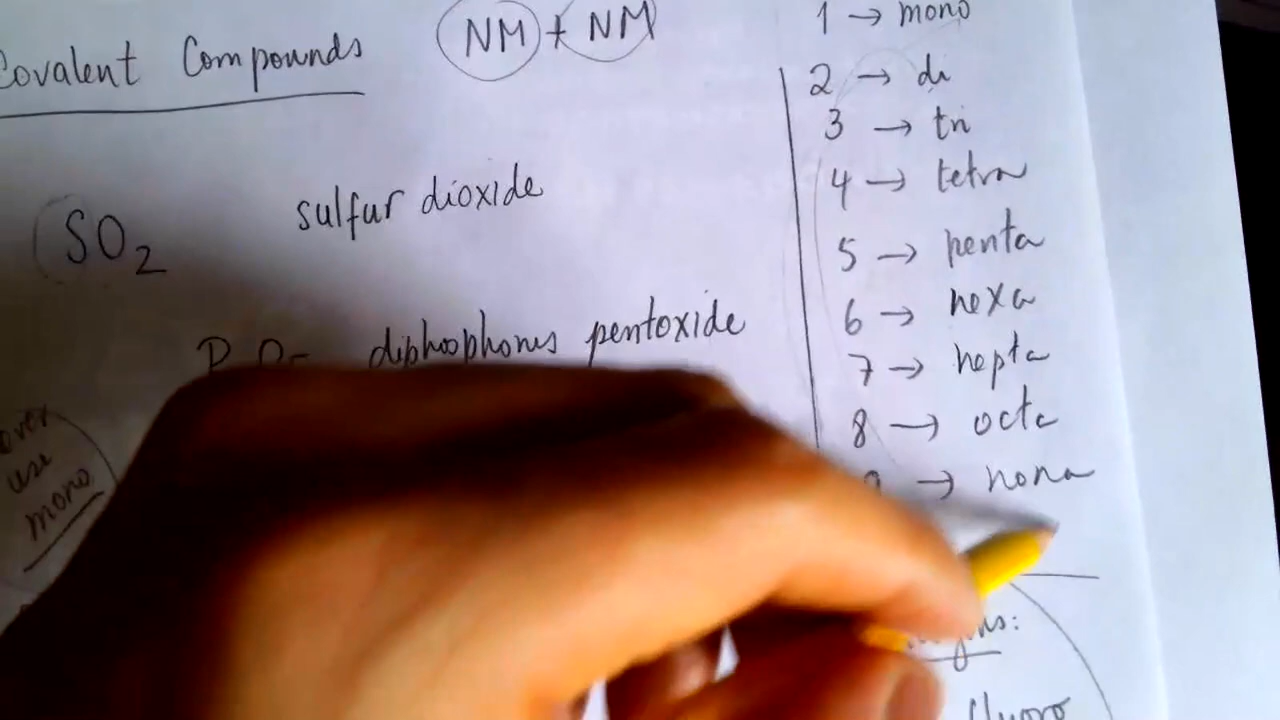 Covalent Compounds NM + NM
SO2 sulfur dioxide
diphosphorus pentoxide
use
mono
1 → mono
2 → di
3 → tri
4 → tetra
5 → penta
6 → hexa
7 → hepta
8 → octa
→ nona
fluoro